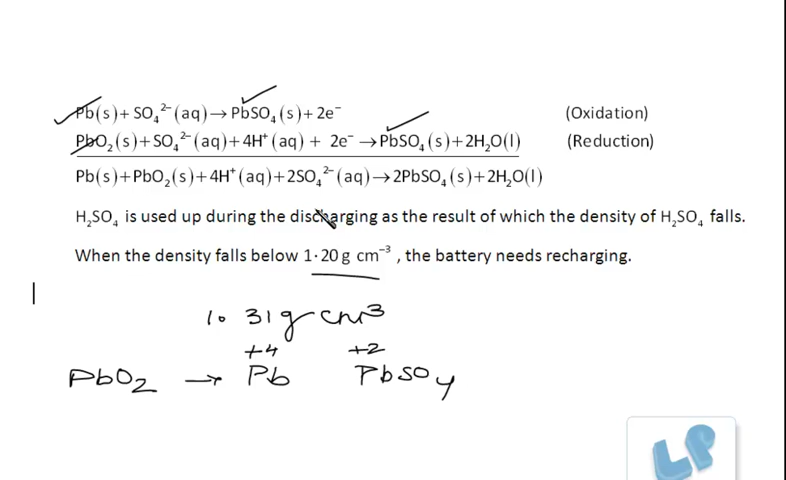 Pb(s)+ SO₄²⁻(aq)→ PbSO₄(s)+ 2e⁻ (Oxidation)
PbO₂(s)+SO₄²⁻(aq)+4H⁺(aq)+ 2e⁻ →PbSO₄(s)+2H₂O(l) (Reduction)
Pb(s)+PbO₂(s)+4H⁺(aq)+2SO₄²⁻(aq)→2PbSO₄(s)+2H₂O(l)
H₂SO₄ is used up during the discharging as the result of which the density of H₂SO₄ falls.
When the density falls below 1·20g cm⁻³, the battery needs recharging.
1. 31g cm³
+4 +2
PbO₂ → Pb PbSO₄
LP